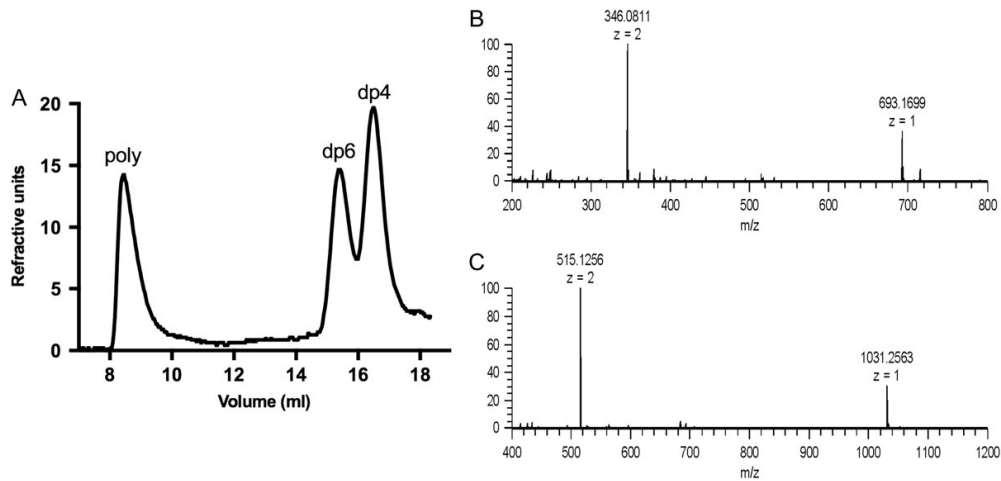 A
poly
dp6
dp4
20
15
10
5
0
Refractive units
8 10 12 14 16 18
Volume (ml)
B
346.0811
z = 2
693.1699
z = 1
100
80
60
40
20
0
200 300 400 500 600 700 800
m/z
C
515.1256
z = 2
1031.2563
z = 1
100
80
60
40
20
0
400 500 600 700 800 900 1000 1100 1200
m/z